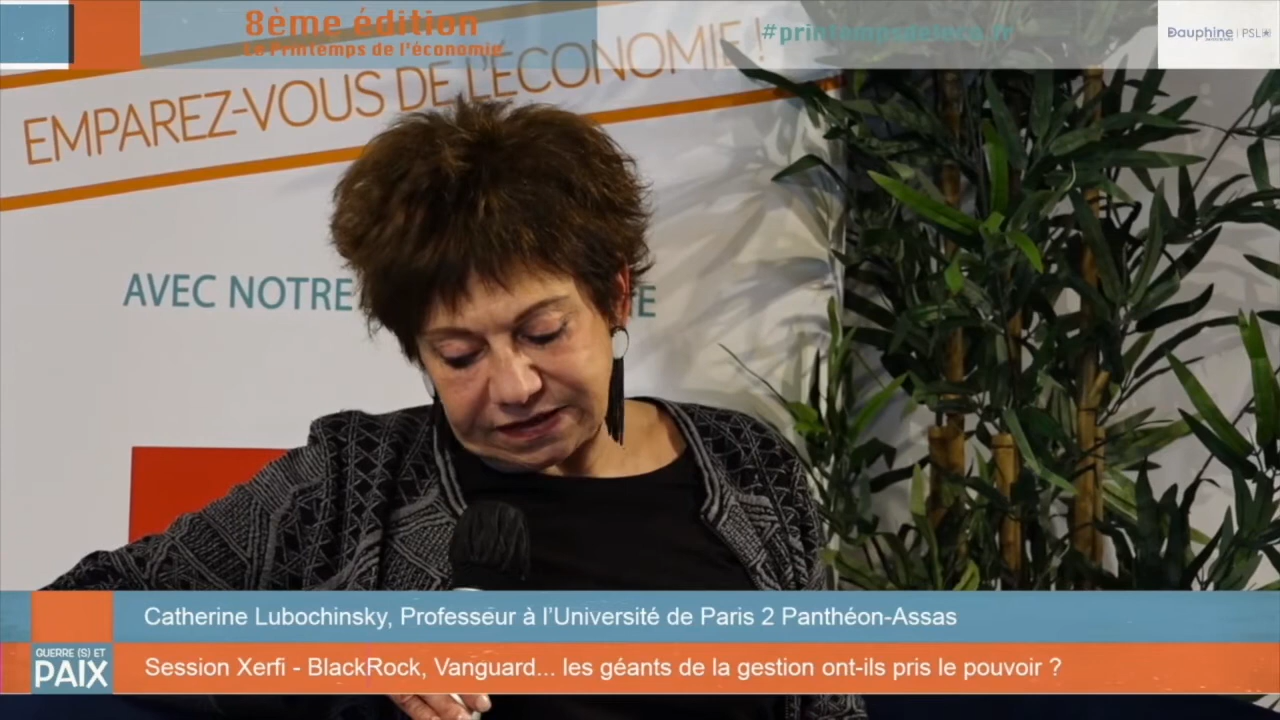 8ème édition
du Printemps de l'économie
#printempsdeleco.fr
Dauphine | PSL
EMPAREZ-VOUS DE L'ÉCONOMIE !
AVEC NOTRE
Catherine Lubochinsky, Professeur à l'Université de Paris 2 Panthéon-Assas
GUERRE (S) ET
PAIX
Session Xerfi - BlackRock, Vanguard... les géants de la gestion ont-ils pris le pouvoir ?